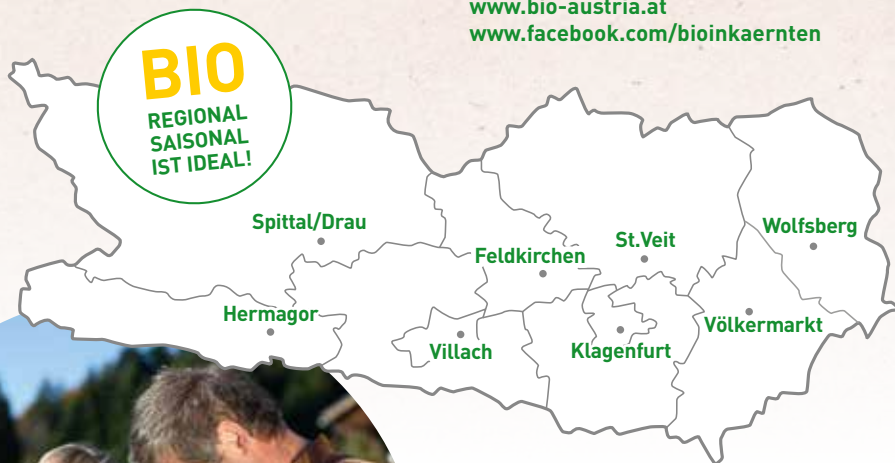 www.bio-austria.at
www.facebook.com/bioinkaernten
BIO
REGIONAL
SAISONAL
IST IDEAL!
Spittal/Drau
Feldkirchen
St.Veit
Wolfsberg
Hermagor
Villach
Klagenfurt
Völkermarkt